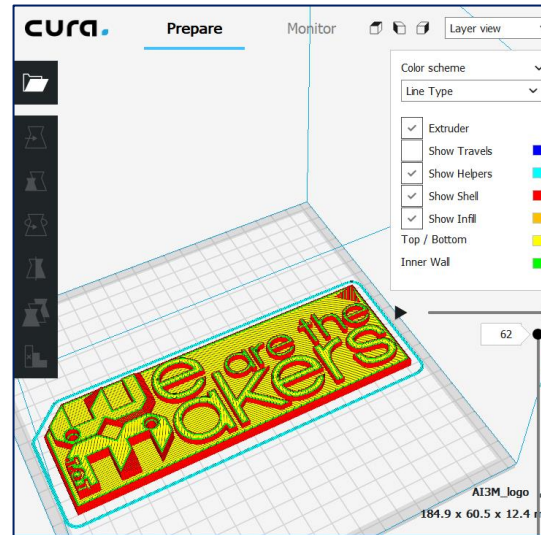 cura.
Prepare
Monitor
Layer view
Color scheme
Line Type
Extruder
Show Travels
Show Helpers
Show Shell
Show Infill
Top / Bottom
Inner Wall
62
we are the
makers
AI3M_logo
184.9 x 60.5 x 12.4 m